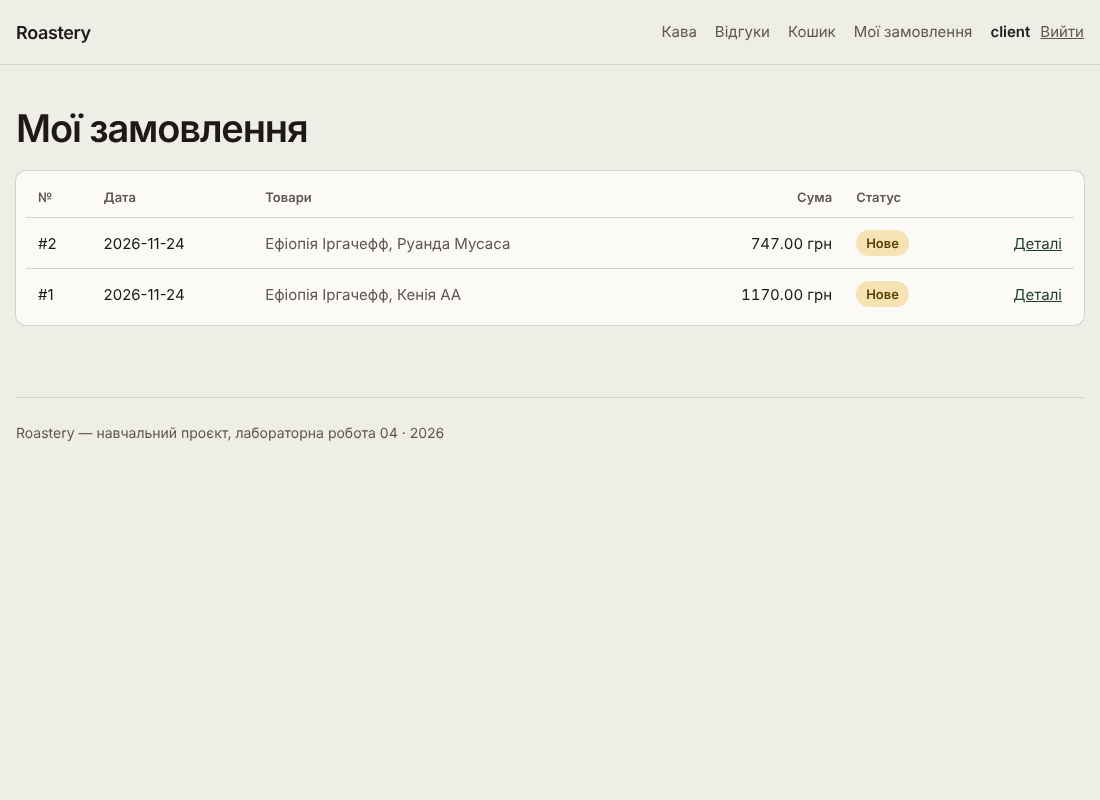 Roastery Кава Відгуки Кошик Мої замовлення client Вийти
Мої замовлення
№ Дата Товари Сума Статус
#2 2026-11-24 Ефіопія Іргачефф, Руанда Мусаса 747.00 грн Нове Деталі
#1 2026-11-24 Ефіопія Іргачефф, Кенія АА 1170.00 грн Нове Деталі
Roastery — навчальний проєкт, лабораторна робота 04 · 2026